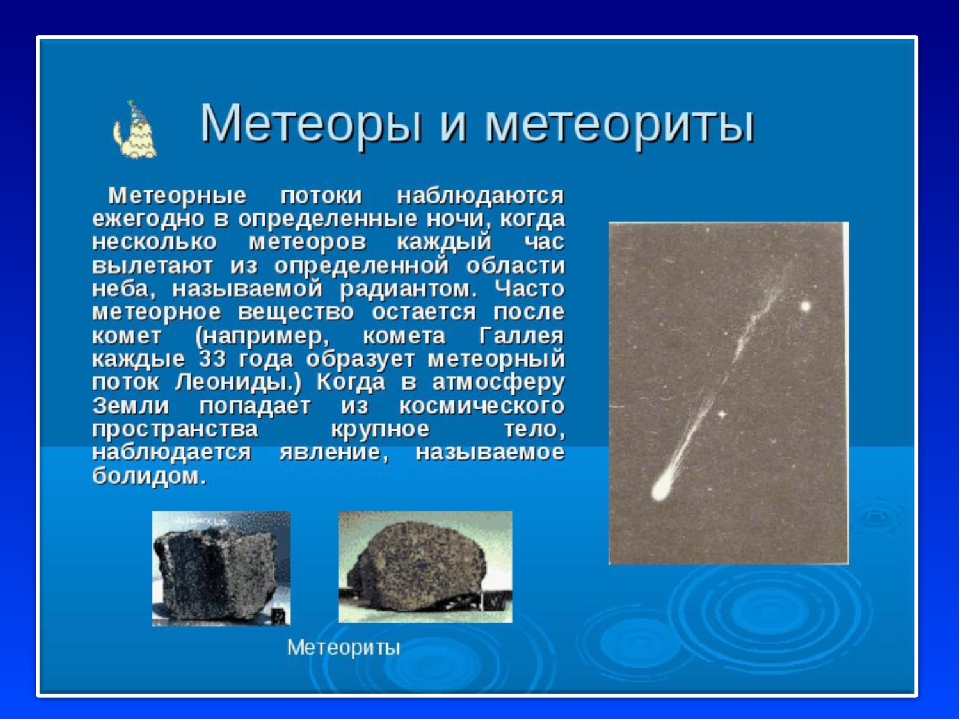 Метеоры и метеориты
Метеорные потоки наблюдаются
ежегодно в определенные ночи, когда
несколько метеоров каждый час
вылетают из определенной области
неба, называемой радиантом. Часто
метеорное вещество остается после
комет (например, комета Галлея
каждые 33 года образует метеорный
поток Леониды.) Когда в атмосферу
Земли попадает из космического
пространства крупное тело,
наблюдается явление, называемое
болидом.
Метеориты